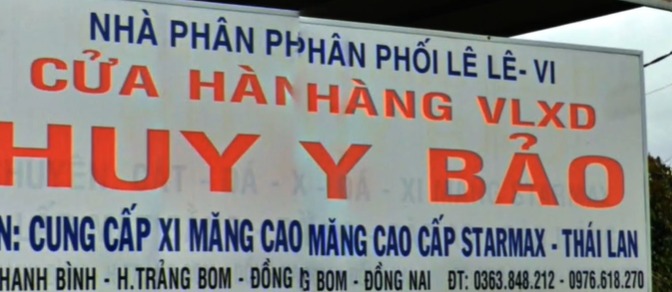 NHÀ PHÂN PHHÂN PHỐI LÊ LÊ- VI
CỬA HÀNHÀNG VLXD
HUY Y BẢO
N: CUNG CẤP XI MĂNG CAO MĂNG CAO CẤP STARMAX - THÁI LAN
HANH BÌNH - H.TRẢNG BOM - ĐỒNG G BOM - ĐỒNG NAI ĐT: 0363.848.212 - 0976.618.270